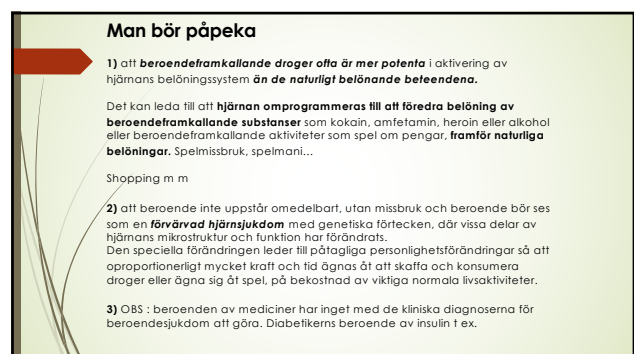 Man bör påpeka
1) att beroendeframkallande droger ofta är mer potenta i aktivering av
hjärnans belöningssystem än de naturligt belönande beteendena.
Det kan leda till att hjärnan omprogrammeras till att föredra belöning av
beroendeframkallande substanser som kokain, amfetamin, heroin eller alkohol
eller beroendeframkallande aktiviteter som spel om pengar, framför naturliga
belöningar. Spelmissbruk, spelmani...
Shopping m m
2) att beroende inte uppstår omedelbart, utan missbruk och beroende bör ses
som en förvärvad hjärnsjukdom med genetiska förtecken, där vissa delar av
hjärnans mikrostruktur och funktion har förändrats.
Den speciella förändringen leder till påtagliga personlighetsförändringar så att
oproportionerligt mycket kraft och tid ägnas åt att skaffa och konsumera
droger eller ägna sig åt spel, på bekostnad av viktiga normala livsaktiviteter.
3) OBS : beroenden av mediciner har inget med de kliniska diagnoserna för
beroendesjukdom att göra. Diabetikerns beroende av insulin t ex.